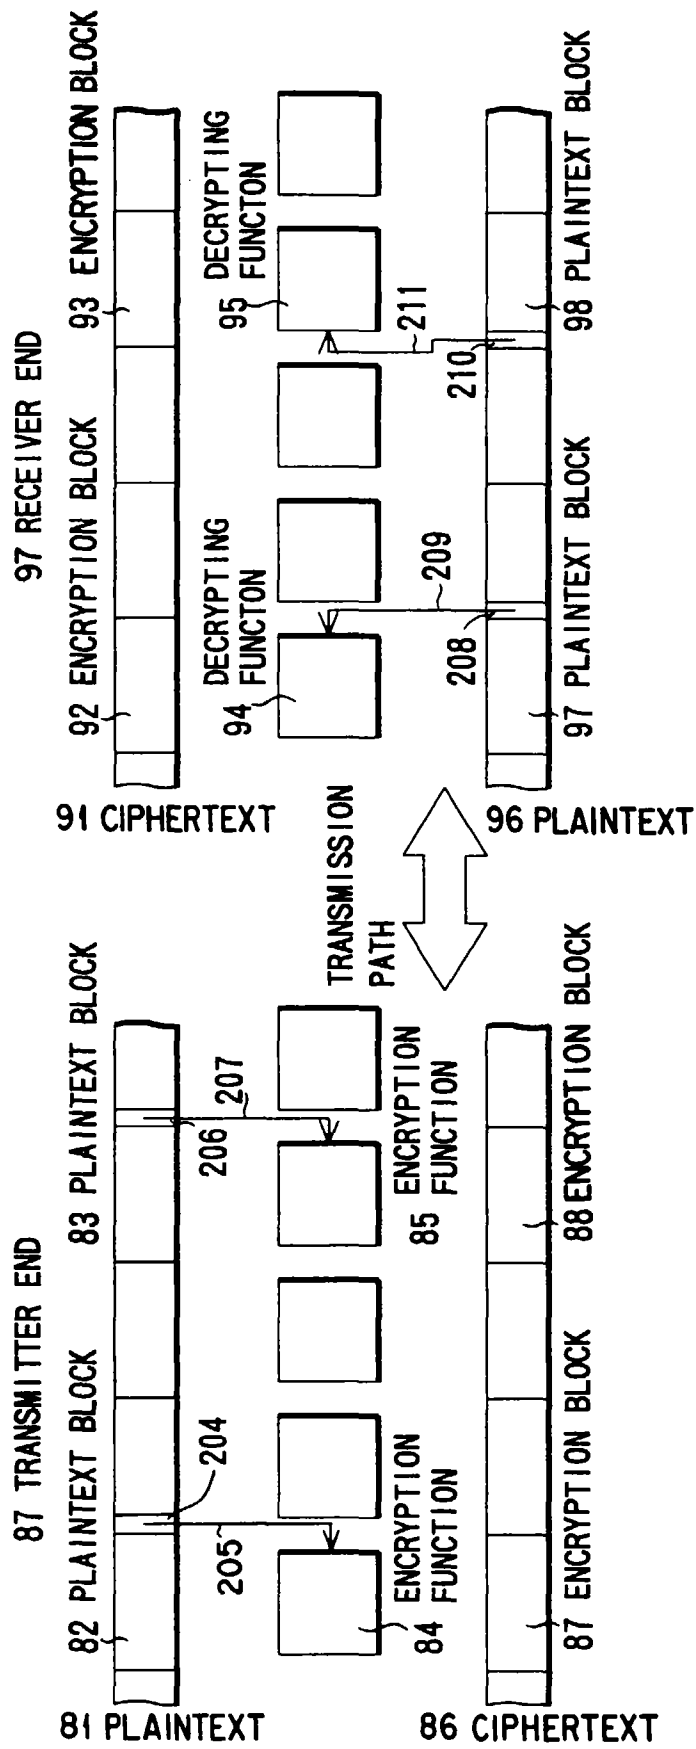 87 TRANSMITTER END
82 PLAINTEXT BLOCK
83 PLAINTEXT BLOCK
81 PLAINTEXT
204
205
206
207
84
ENCRYPTION
FUNCTION
85
ENCRYPTION
FUNCTION
86 CIPHERTEXT
87 ENCRYPTION BLOCK
88 ENCRYPTION BLOCK
TRANSMISSION
PATH
97 RECEIVER END
92 ENCRYPTION BLOCK
93 ENCRYPTION BLOCK
91 CIPHERTEXT
94
DECRYPTING
FUNCTON
95
DECRYPTING
FUNCTON
208
209
210
211
96 PLAINTEXT
97 PLAINTEXT BLOCK
98 PLAINTEXT BLOCK